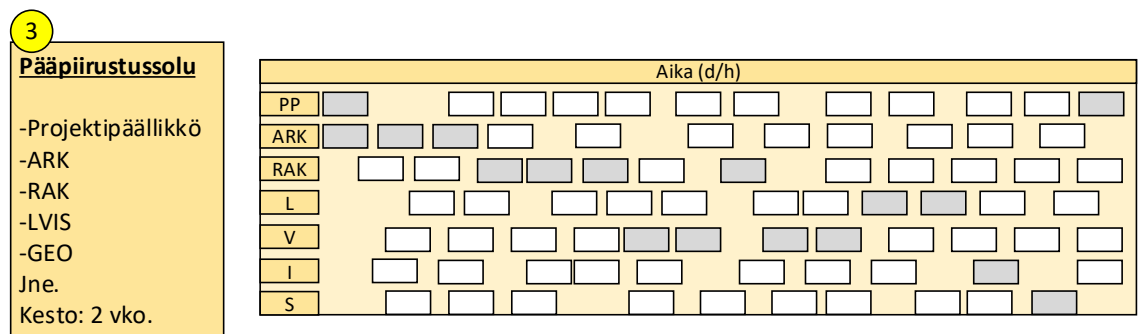 3
Pääpiirustussolu
-Projektipäällikkö
-ARK
-RAK
-LVIS
-GEO
Jne.
Kesto: 2 vko.
Aika (d/h)
PP
ARK
RAK
L
V
I
S